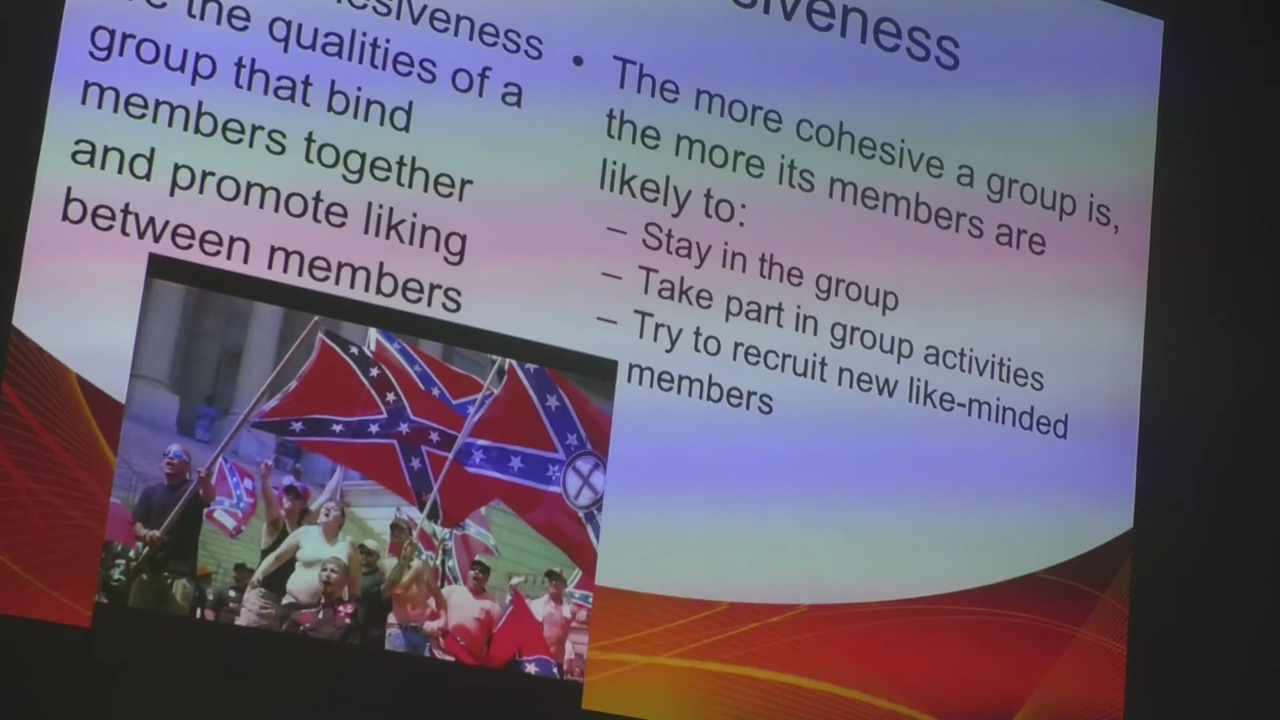 siveness
esiveness
the qualities of a
group that bind
members together
and promote liking
between members
• The more cohesive a group is,
the more its members are
likely to:
– Stay in the group
– Take part in group activities
– Try to recruit new like-minded
members